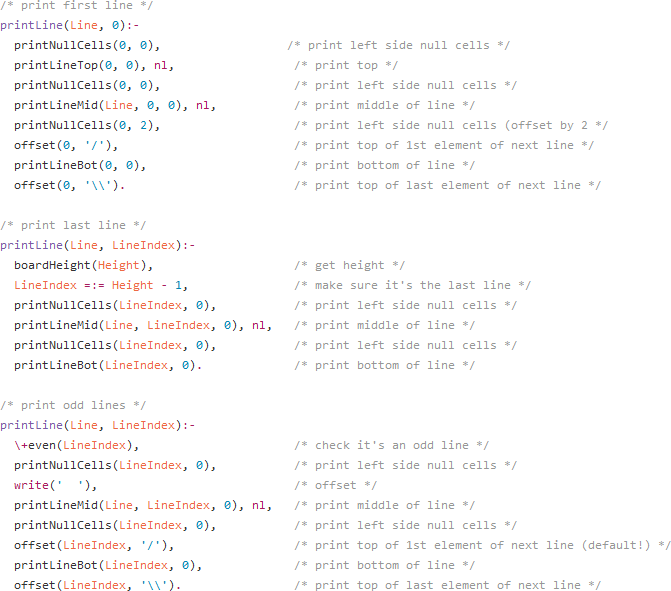 /* print first line */
printLine(Line, 0):-
  printNullCells(0, 0),                  /* print left side null cells */
  printLineTop(0, 0), nl,                 /* print top */
  printNullCells(0, 0),                   /* print left side null cells */
  printLineMid(Line, 0, 0), nl,           /* print middle of line */
  printNullCells(0, 2),                   /* print left side null cells (offset by 2 */
  offset(0, '/'),                         /* print top of 1st element of next line */
  printLineBot(0, 0),                     /* print bottom of line */
  offset(0, '\\').                        /* print top of last element of next line */

/* print last line */
printLine(Line, LineIndex):-
  boardHeight(Height),                    /* get height */
  LineIndex =:= Height - 1,               /* make sure it's the last line */
  printNullCells(LineIndex, 0),           /* print left side null cells */
  printLineMid(Line, LineIndex, 0), nl,   /* print middle of line */
  printNullCells(LineIndex, 0),           /* print left side null cells */
  printLineBot(LineIndex, 0).             /* print bottom of line */

/* print odd lines */
printLine(Line, LineIndex):-
  \+even(LineIndex),                      /* check it's an odd line */
  printNullCells(LineIndex, 0),           /* print left side null cells */
  write('  '),                            /* offset */
  printLineMid(Line, LineIndex, 0), nl,   /* print middle of line */
  printNullCells(LineIndex, 0),           /* print left side null cells */
  offset(LineIndex, '/'),                 /* print top of 1st element of next line (default!) */
  printLineBot(LineIndex, 0),             /* print bottom of line */
  offset(LineIndex, '\\').                /* print top of last element of next line */